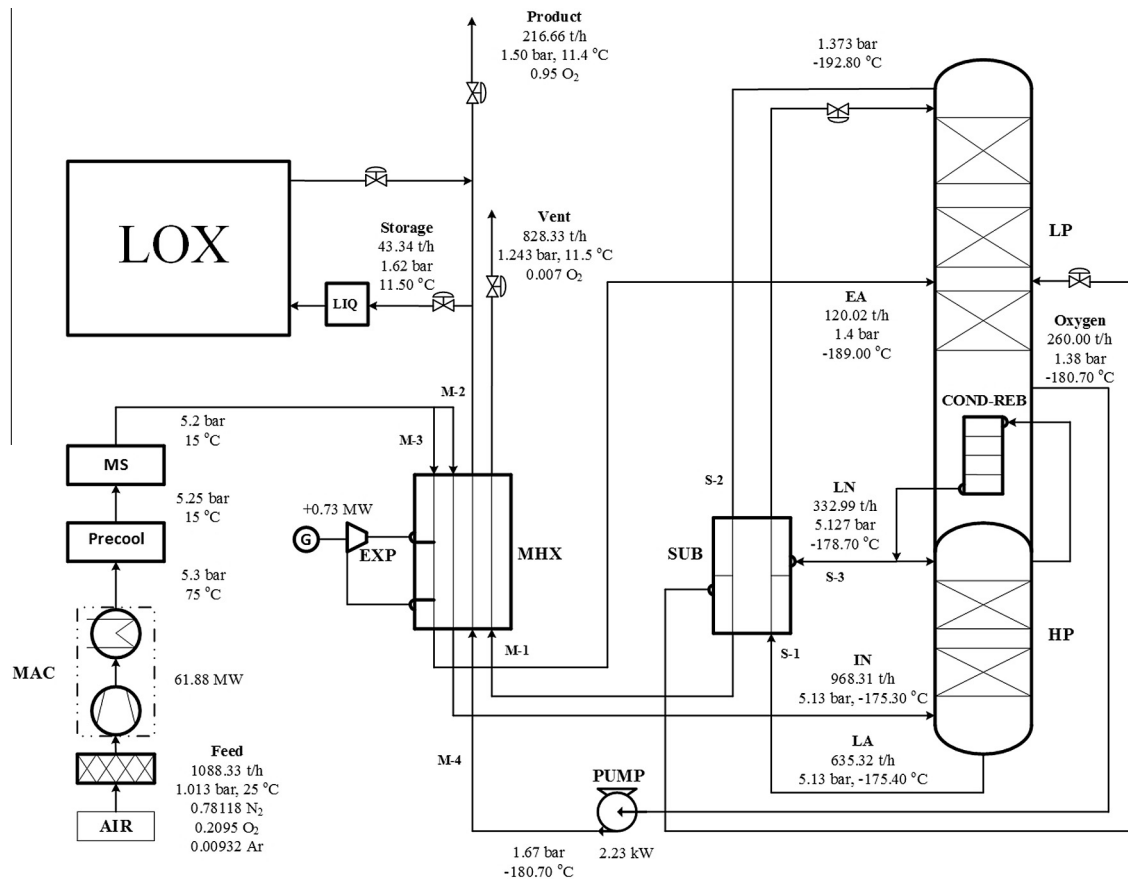 Product
216.66 t/h
1.50 bar, 11.4 °C
0.95 O₂
1.373 bar
-192.80 °C
LOX
Storage
43.34 t/h
1.62 bar
11.50 °C
LIQ
Vent
828.33 t/h
1.243 bar, 11.5 °C
0.007 O₂
LP
EA
120.02 t/h
1.4 bar
-189.00 °C
Oxygen
260.00 t/h
1.38 bar
-180.70 °C
COND-REB
M-2
M-3
5.2 bar
15 °C
MS
5.25 bar
15 °C
Precool
5.3 bar
75 °C
+0.73 MW
G
EXP
MHX
M-1
S-2
SUB
LN
332.99 t/h
5.127 bar
-178.70 °C
S-3
S-1
HP
MAC
61.88 MW
IN
968.31 t/h
5.13 bar, -175.30 °C
LA
635.32 t/h
5.13 bar, -175.40 °C
M-4
Feed
1088.33 t/h
1.013 bar, 25 °C
0.78118 N₂
0.2095 O₂
0.00932 Ar
AIR
PUMP
1.67 bar
-180.70 °C
2.23 kW